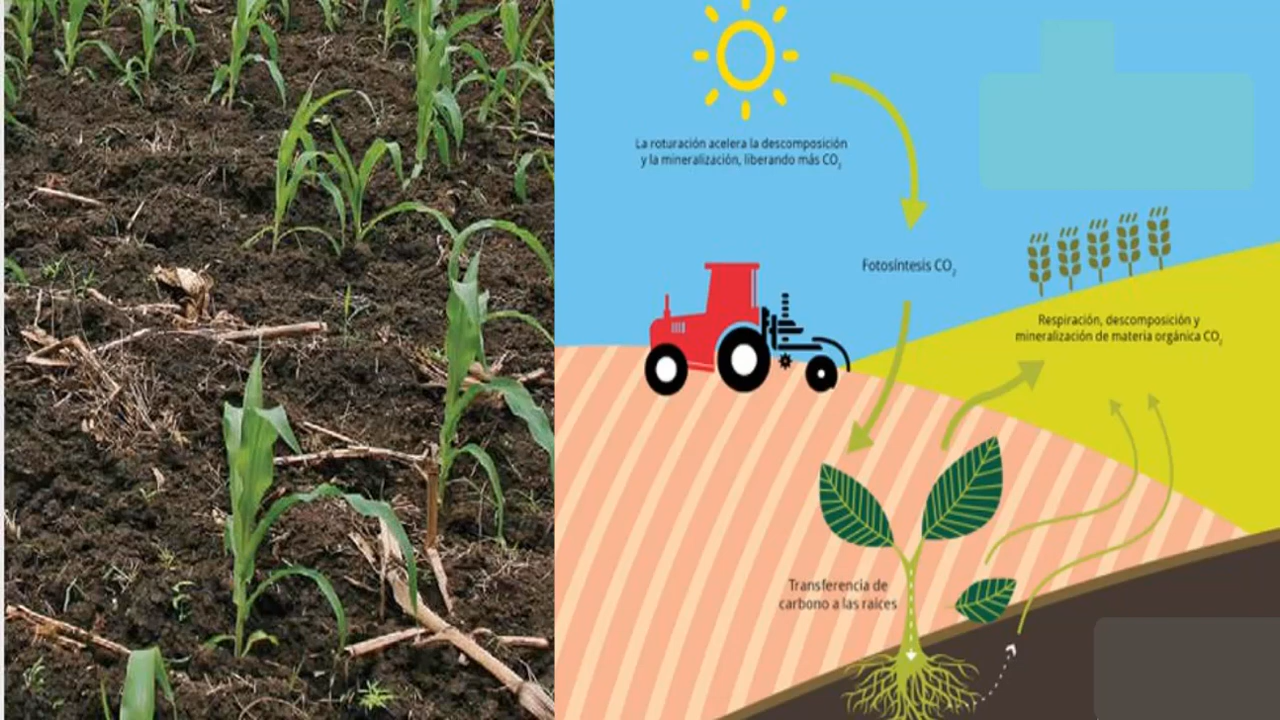 La roturación acelera la descomposición
y la mineralización, liberando más CO₂
Fotosíntesis CO₂
Respiración, descomposición y
mineralización de materia orgánica CO₂
Transferencia de
carbono a las raíces